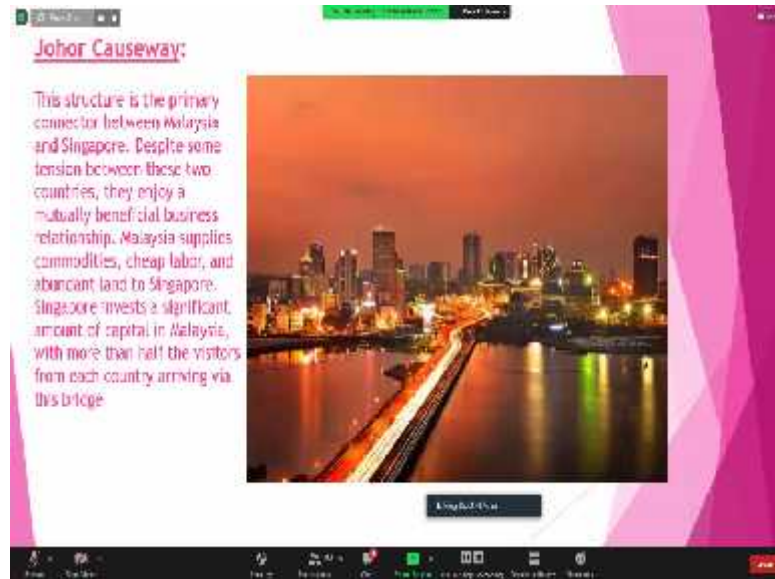 Johor Causeway:
This structure is the primary
connector between Malaysia
and Singapore. Despite some
tension between these two
countries, they enjoy a
mutually beneficial business
relationship. Malaysia supplies
commodities, cheap labor, and
abundant land to Singapore.
Singapore invests a significant
amount of capital in Malaysia,
with more than half the visitors
from each country arriving via
this bridge